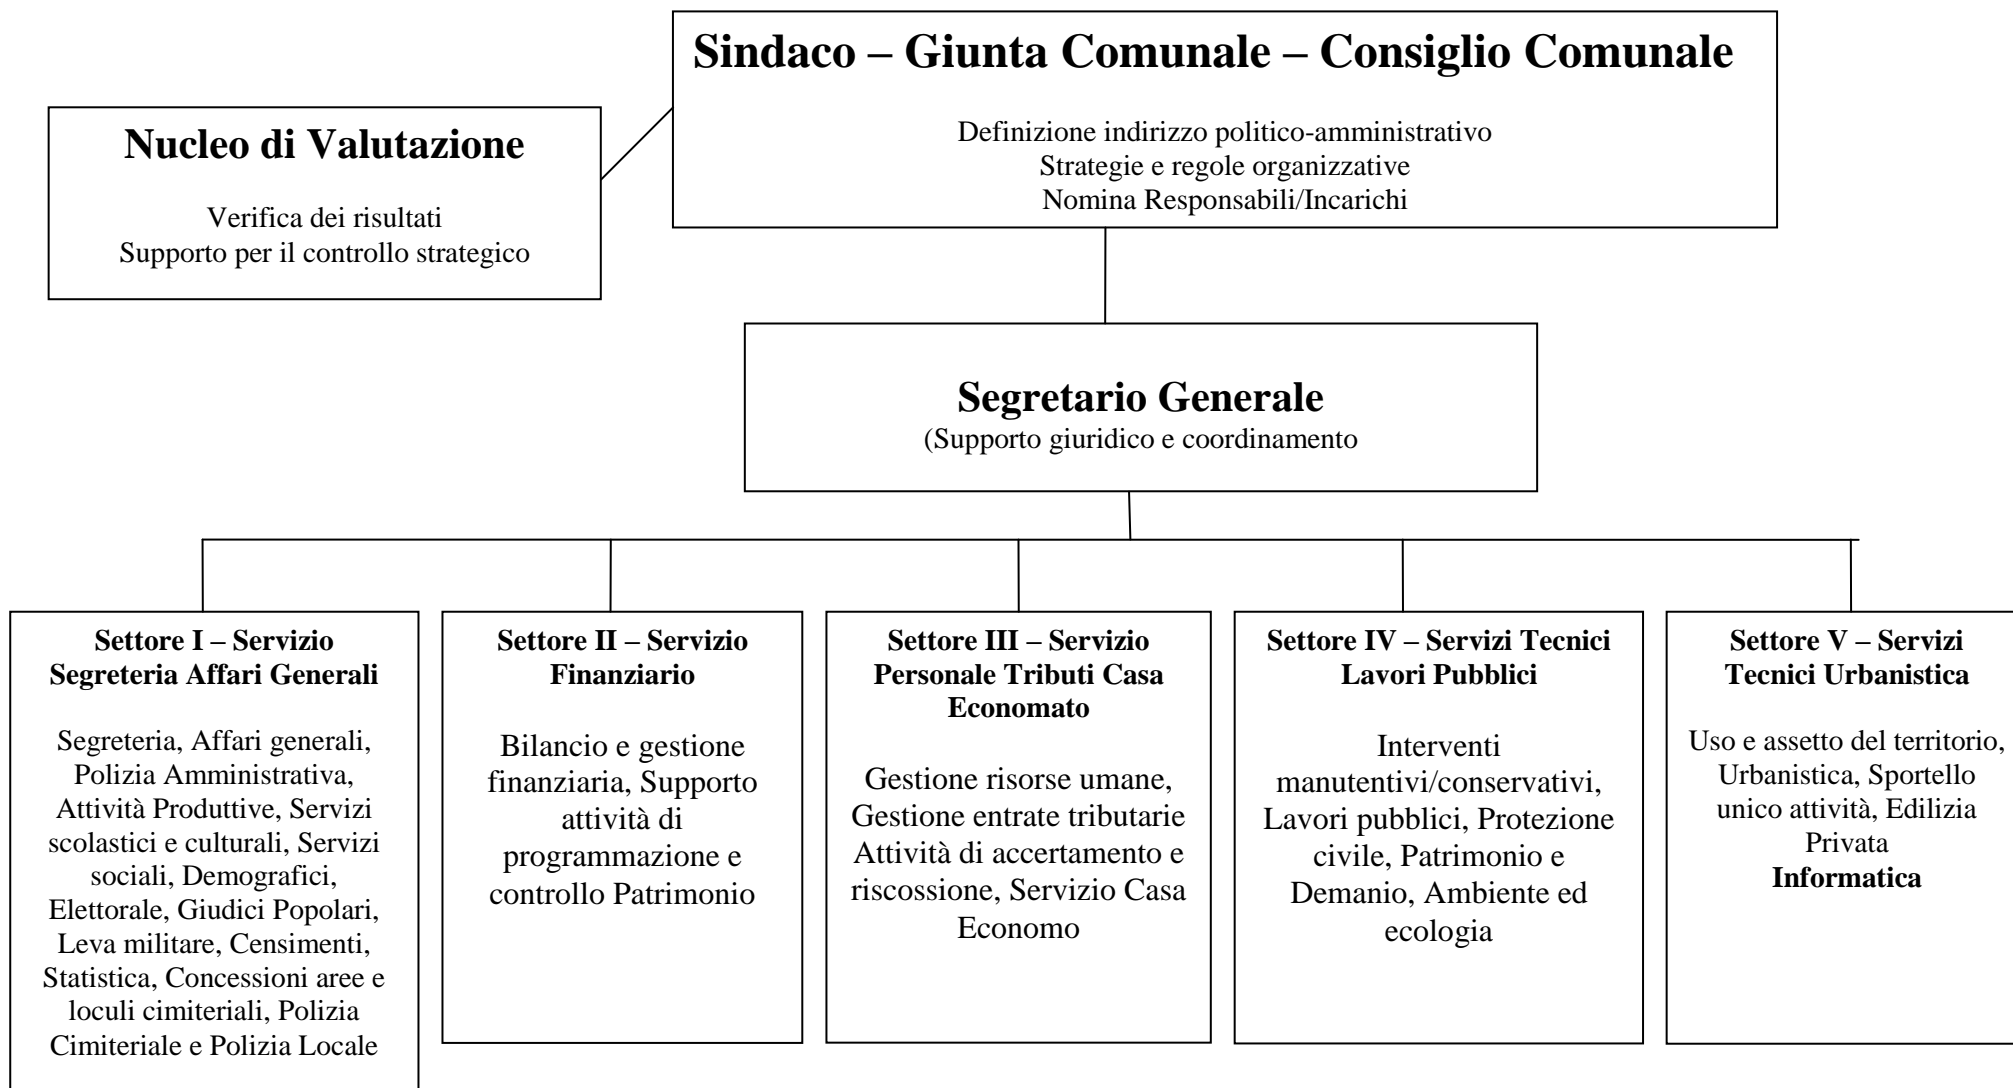 Sindaco – Giunta Comunale – Consiglio Comunale
Definizione indirizzo politico-amministrativo
Strategie e regole organizzative
Nomina Responsabili/Incarichi
Nucleo di Valutazione
Verifica dei risultati
Supporto per il controllo strategico
Segretario Generale
(Supporto giuridico e coordinamento
Settore I – Servizio
Segreteria Affari Generali
Segreteria, Affari generali,
Polizia Amministrativa,
Attività Produttive, Servizi
scolastici e culturali, Servizi
sociali, Demografici,
Elettorale, Giudici Popolari,
Leva militare, Censimenti,
Statistica, Concessioni aree e
loculi cimiteriali, Polizia
Cimiteriale e Polizia Locale
Settore II – Servizio
Finanziario
Bilancio e gestione
finanziaria, Supporto
attività di
programmazione e
controllo Patrimonio
Settore III – Servizio
Personale Tributi Casa
Economato
Gestione risorse umane,
Gestione entrate tributarie
Attività di accertamento e
riscossione, Servizio Casa
Economo
Settore IV – Servizi Tecnici
Lavori Pubblici
Interventi
manutentivi/conservativi,
Lavori pubblici, Protezione
civile, Patrimonio e
Demanio, Ambiente ed
ecologia
Settore V – Servizi
Tecnici Urbanistica
Uso e assetto del territorio,
Urbanistica, Sportello
unico attività, Edilizia
Privata
Informatica